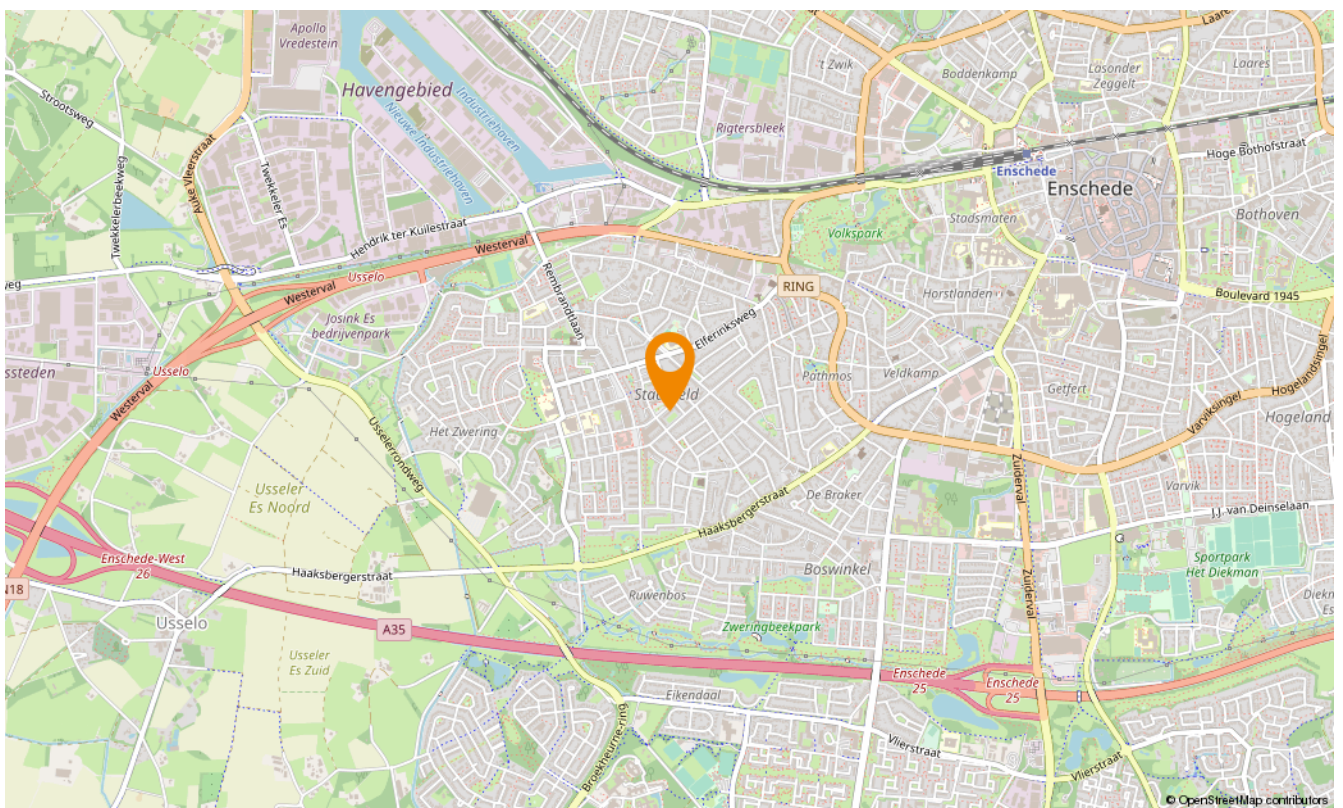 Apollo
Vredestein
Havengebied
Industriehaven
Nieuwe Industriehaven
't Zwik
Boddenkamp
Lasonder
Zeggelt
Laares
Strootsweg
Rigtersbleek
Auke Vleerstraat
Twekkeler Es
Twekkelerbeekweg
Hoge Bothofstraat
Enschede
Enschede
Bothoven
Stadsmaten
Volkspark
Hendrik ter Kuilestraat
Westerval
Usselo
Westerval
RING
Horstlanden
Boulevard 1945
Rembrandtlaan
Josink Es
bedrijvenpark
Elferinksweg
Usselo
Westerval
Pathmos
Veldkamp
Getfert
Hogelandsingel
Varviksingel
Hogeland
Het Zwering
Usselerrondweg
Zuiderval
Usseler
Es Noord
De Braker
Varvik
J.J. van Deinselaan
Haaksbergerstraat
Enschede-West
26
Haaksbergerstraat
Boswinkel
Sportpark
Het Diekman
N18
Ruwenbos
Zuiderval
Usselo
A35
Zweringbeekpark
Usseler
Es Zuid
Enschede
25
Enschede
25
Eikendaal
Broekheurne-ring
Vlierstraat
Vlierstraat
© OpenStreetMap contributors